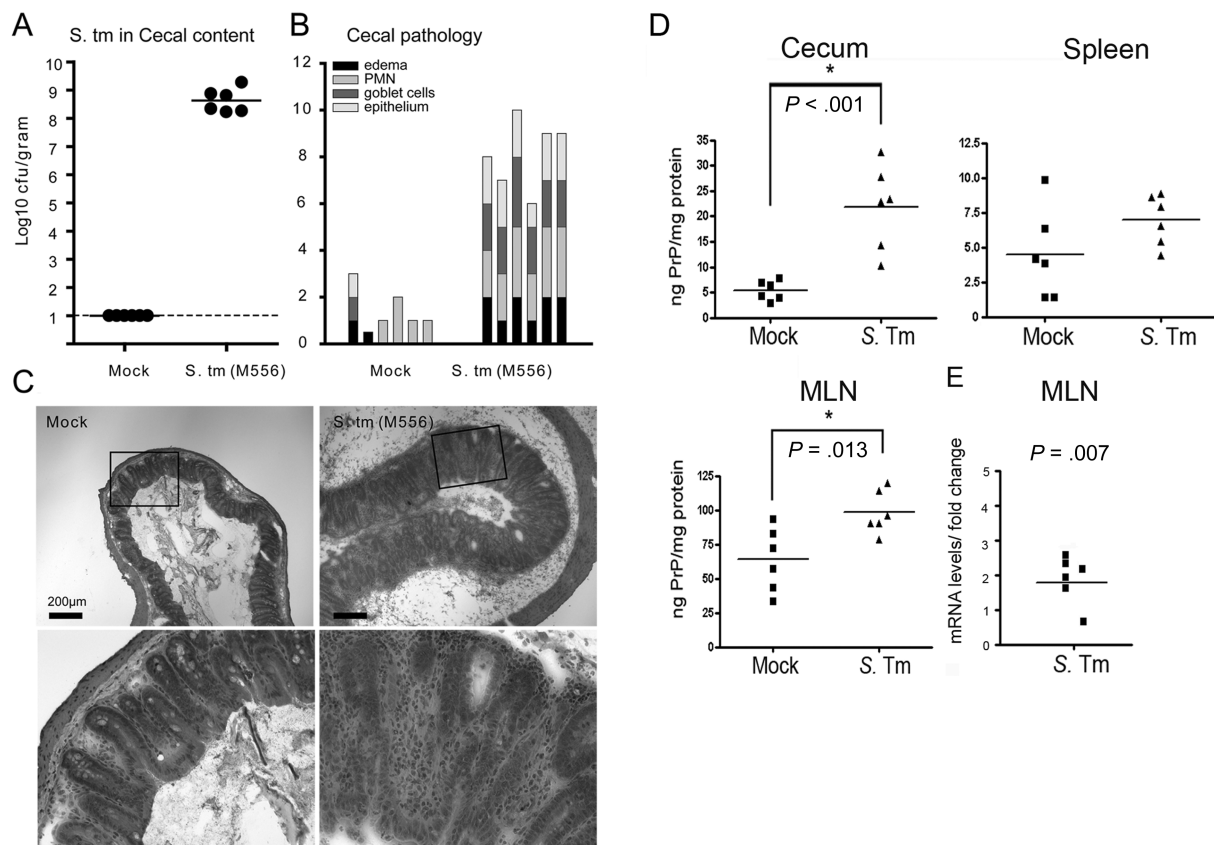 A
S. tm in Cecal content
Log10 cfu/gram
10
9
8
7
6
5
4
3
2
1
Mock
S. tm (M556)
B
Cecal pathology
edema
PMN
goblet cells
epithelium
12
10
8
6
4
2
0
Mock
S. tm (M556)
C
Mock
200µm
S. tm (M556)
D
Cecum
*
P < .001
ng PrP/mg protein
35
30
25
20
15
10
5
0
Mock
S. Tm
Spleen
12.5
10.0
7.5
5.0
2.5
0
Mock
S. Tm
MLN
*
P = .013
ng PrP/mg protein
125
100
75
50
25
0
Mock
S. Tm
E
MLN
P = .007
mRNA levels/ fold change
5
4
3
2
1
0
S. Tm